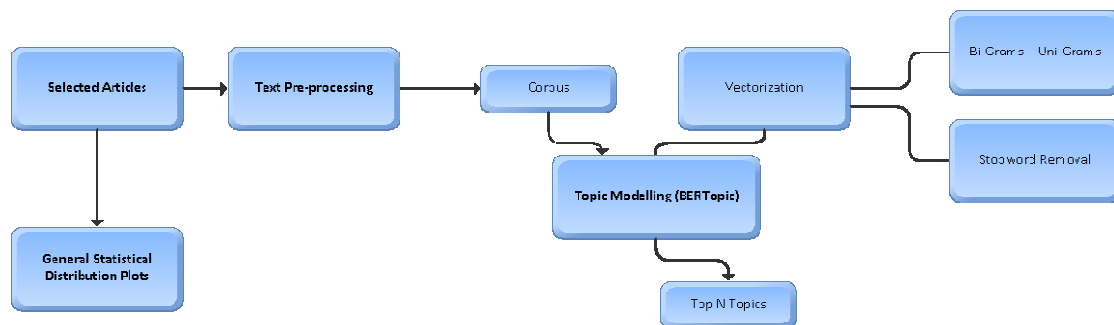 Selected Articles
Text Pre-processing
Corpus
Vectorization
Bi Grams Uni Grams
Stopword Removal
Topic Modelling (BERTopic)
General Statistical
Distribution Plots
Top N Topics